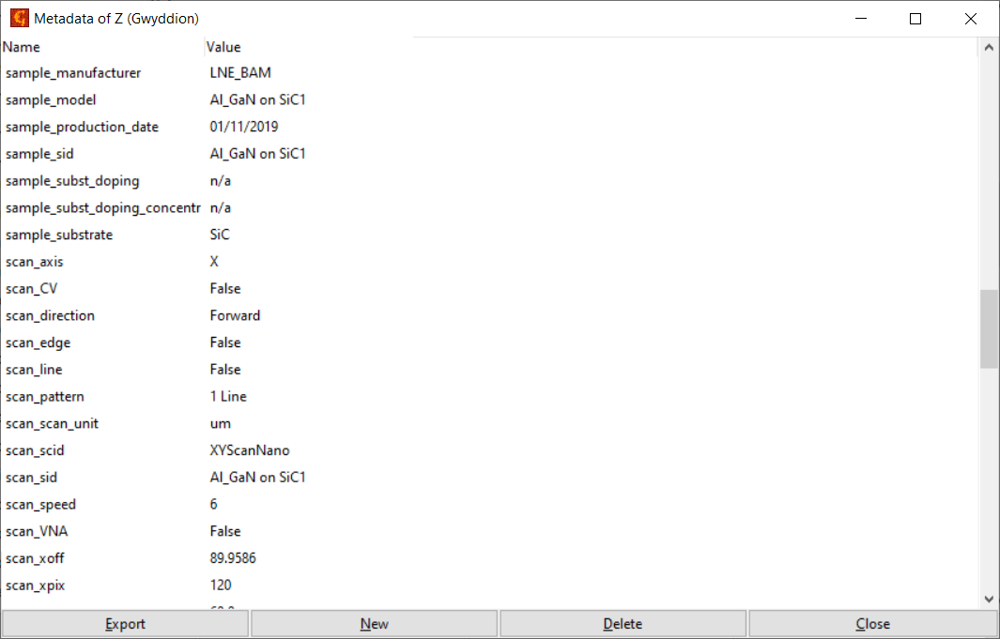 Metadata of Z (Gwyddion)
Name Value
sample_manufacturer LNE_BAM
sample_model Al_GaN on SiC1
sample_production_date 01/11/2019
sample_sid Al_GaN on SiC1
sample_subst_doping n/a
sample_subst_doping_concentr n/a
sample_substrate SiC
scan_axis X
scan_CV False
scan_direction Forward
scan_edge False
scan_line False
scan_pattern 1 Line
scan_scan_unit um
scan_scid XYScanNano
scan_sid Al_GaN on SiC1
scan_speed 6
scan_VNA False
scan_xoff 89.9586
scan_xpix 120
Export New Delete Close